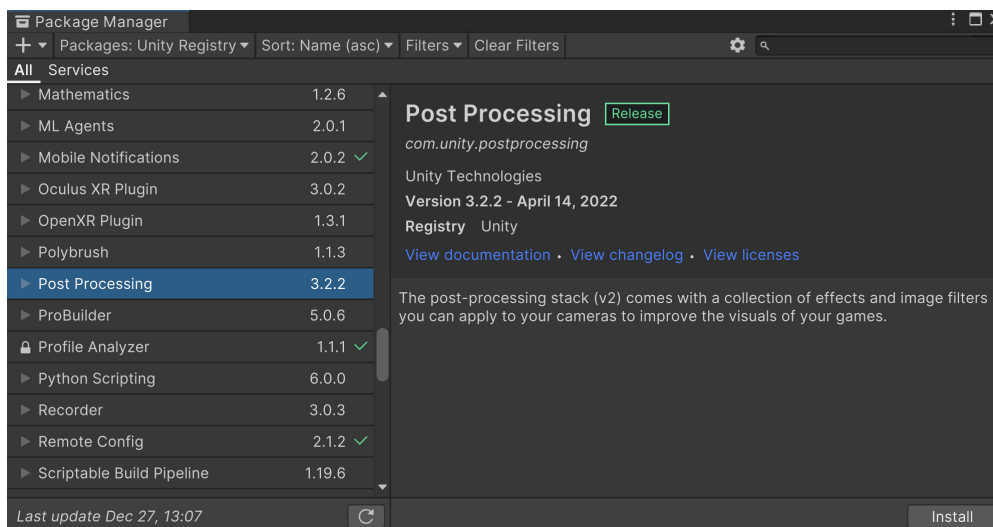 Package Manager
Packages: Unity Registry Sort: Name (asc) Filters Clear Filters
All Services
Mathematics 1.2.6
ML Agents 2.0.1
Mobile Notifications 2.0.2
Oculus XR Plugin 3.0.2
OpenXR Plugin 1.3.1
Polybrush 1.1.3
Post Processing 3.2.2
ProBuilder 5.0.6
Profile Analyzer 1.1.1
Python Scripting 6.0.0
Recorder 3.0.3
Remote Config 2.1.2
Scriptable Build Pipeline 1.19.6
Last update Dec 27, 13:07
Post Processing Release
com.unity.postprocessing
Unity Technologies
Version 3.2.2 - April 14, 2022
Registry Unity
View documentation • View changelog • View licenses
The post-processing stack (v2) comes with a collection of effects and image filters
you can apply to your cameras to improve the visuals of your games.
Install